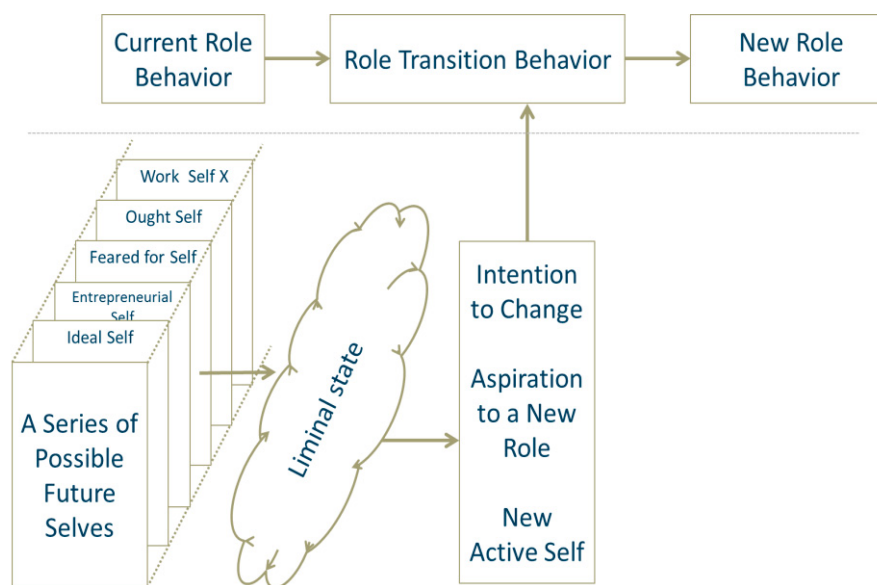 Current Role
Behavior
Role Transition Behavior
New Role
Behavior
Work Self X
Ought Self
Feared for Self
Entrepreneurial
Self
Ideal Self
A Series of
Possible
Future
Selves
Liminal state
Intention
to Change
Aspiration
to a New
Role
New
Active Self